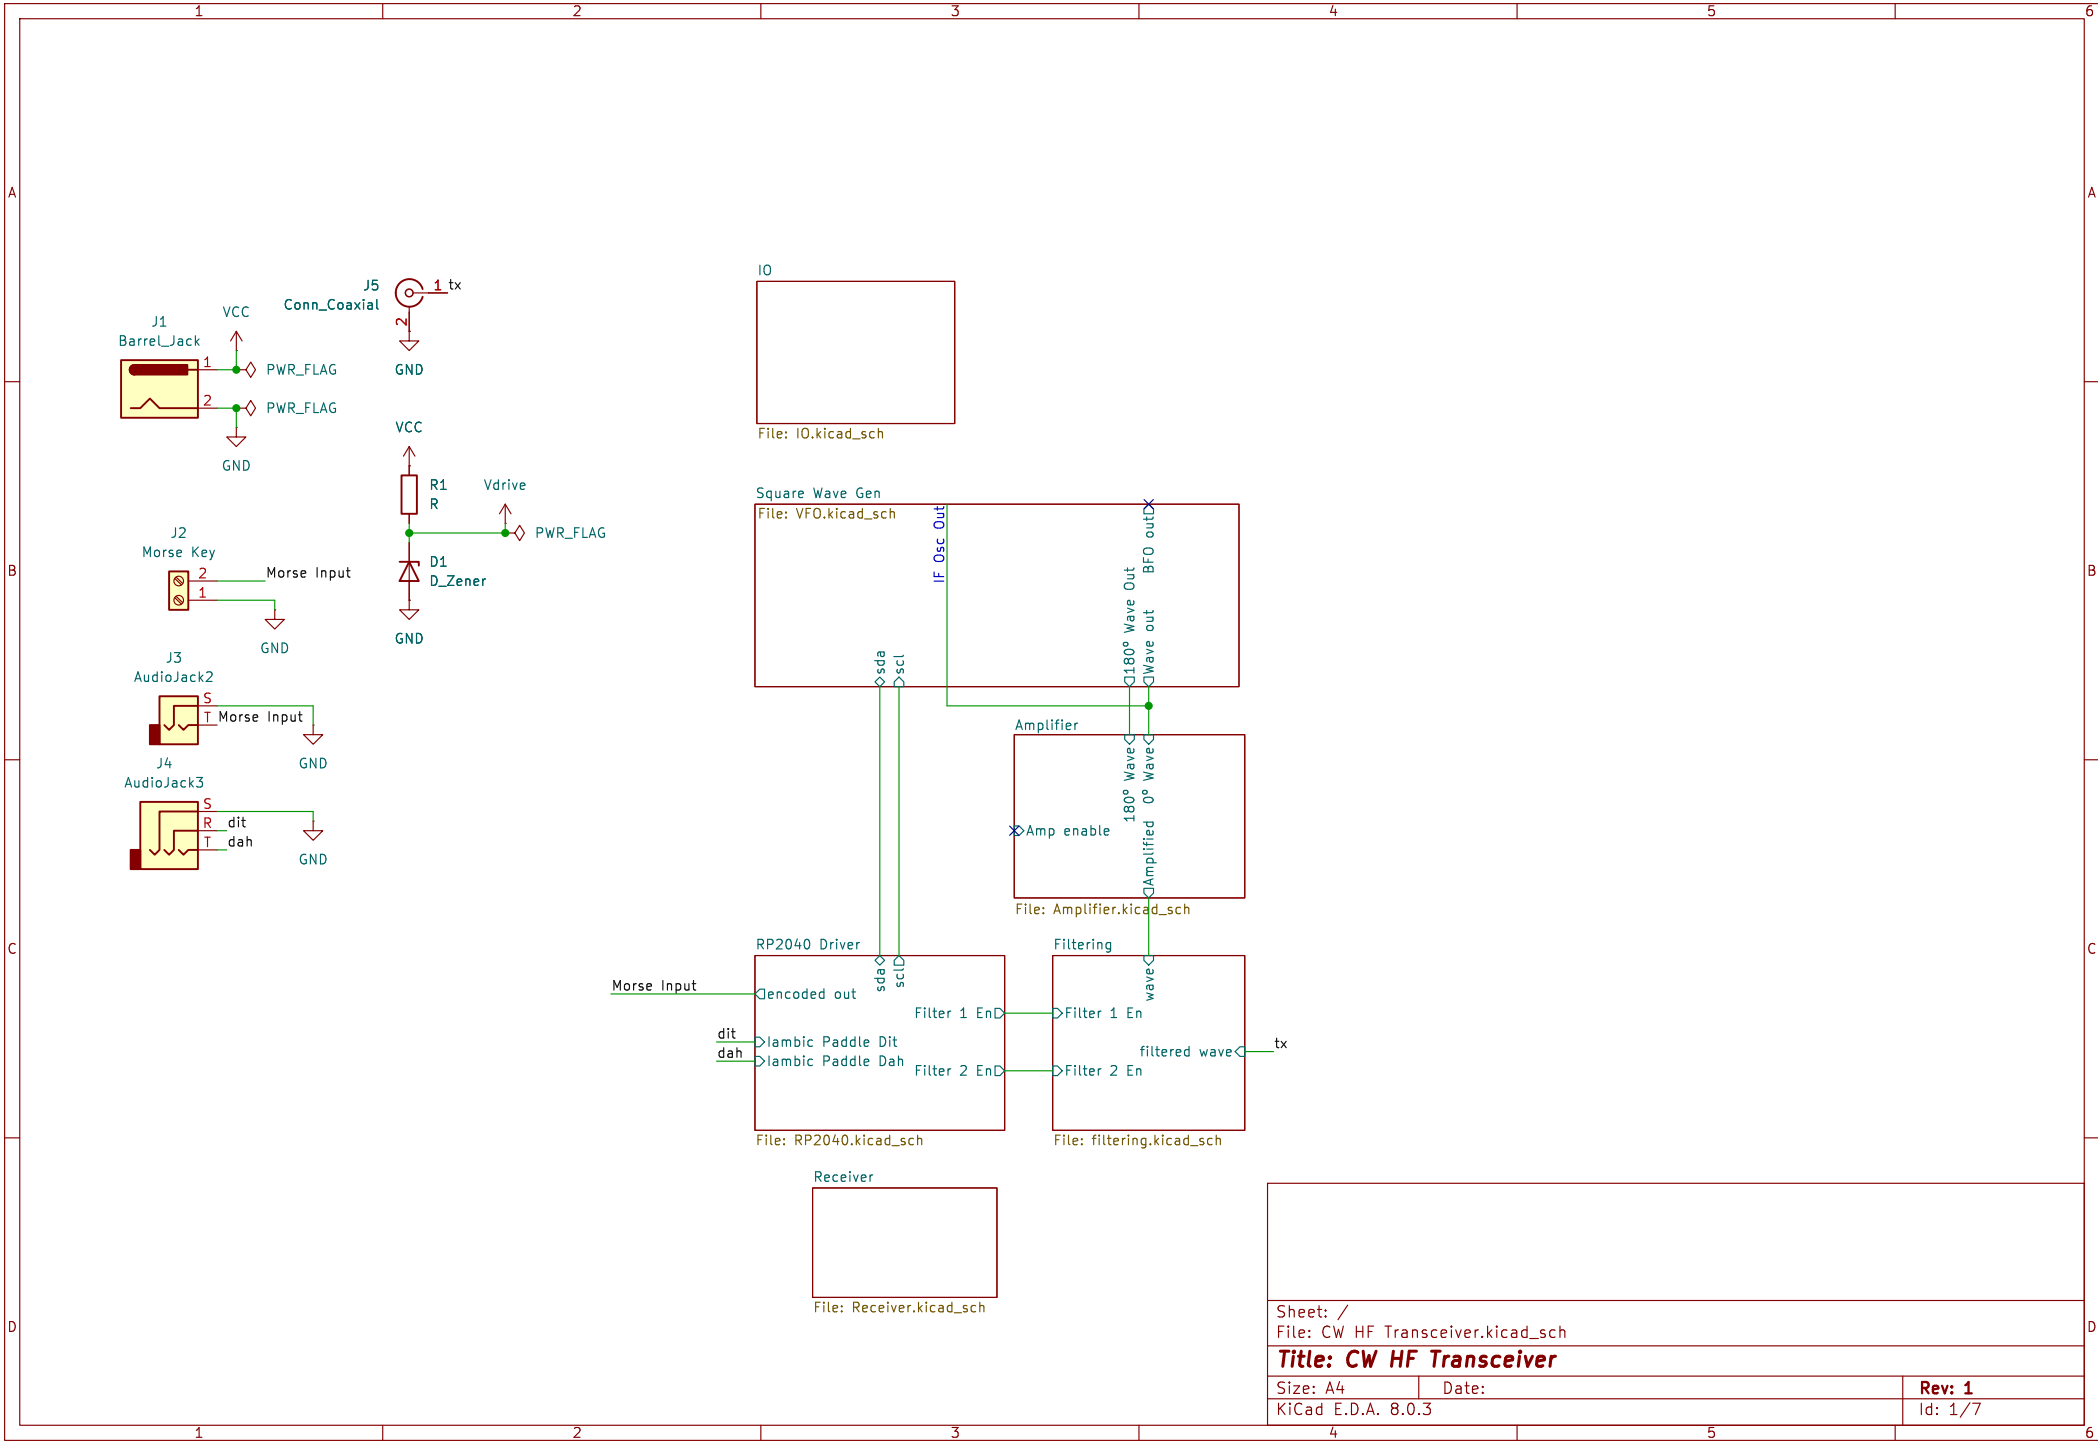 1 2 3 4 5 6
A A
B B
C C
D D
J1
Barrel_Jack
1
2
VCC
PWR_FLAG
PWR_FLAG
GND
J5
Conn_Coaxial
1
tx
2
GND
VCC
R1
R
Vdrive
PWR_FLAG
D1
D_Zener
GND
J2
Morse Key
2
Morse Input
1
GND
J3
AudioJack2
S
T
Morse Input
GND
J4
AudioJack3
S
R
dit
T
dah
GND
IO
File: IO.kicad_sch
Square Wave Gen
File: VFO.kicad_sch
IF Osc Out
BFO out
180° Wave Out
Wave out
sda
scl
Amplifier
180° Wave
0° Wave
Amp enable
Amplified
File: Amplifier.kicad_sch
RP2040 Driver
sda
scl
Morse Input
encoded out
Filter 1 En
dit
Iambic Paddle Dit
dah
Iambic Paddle Dah
Filter 2 En
File: RP2040.kicad_sch
Filtering
wave
Filter 1 En
filtered wave
tx
Filter 2 En
File: filtering.kicad_sch
Receiver
File: Receiver.kicad_sch
Sheet: /
File: CW HF Transceiver.kicad_sch
Title: CW HF Transceiver
Size: A4 Date: Rev: 1
KiCad E.D.A. 8.0.3 Id: 1/7
1 2 3 4 5 6